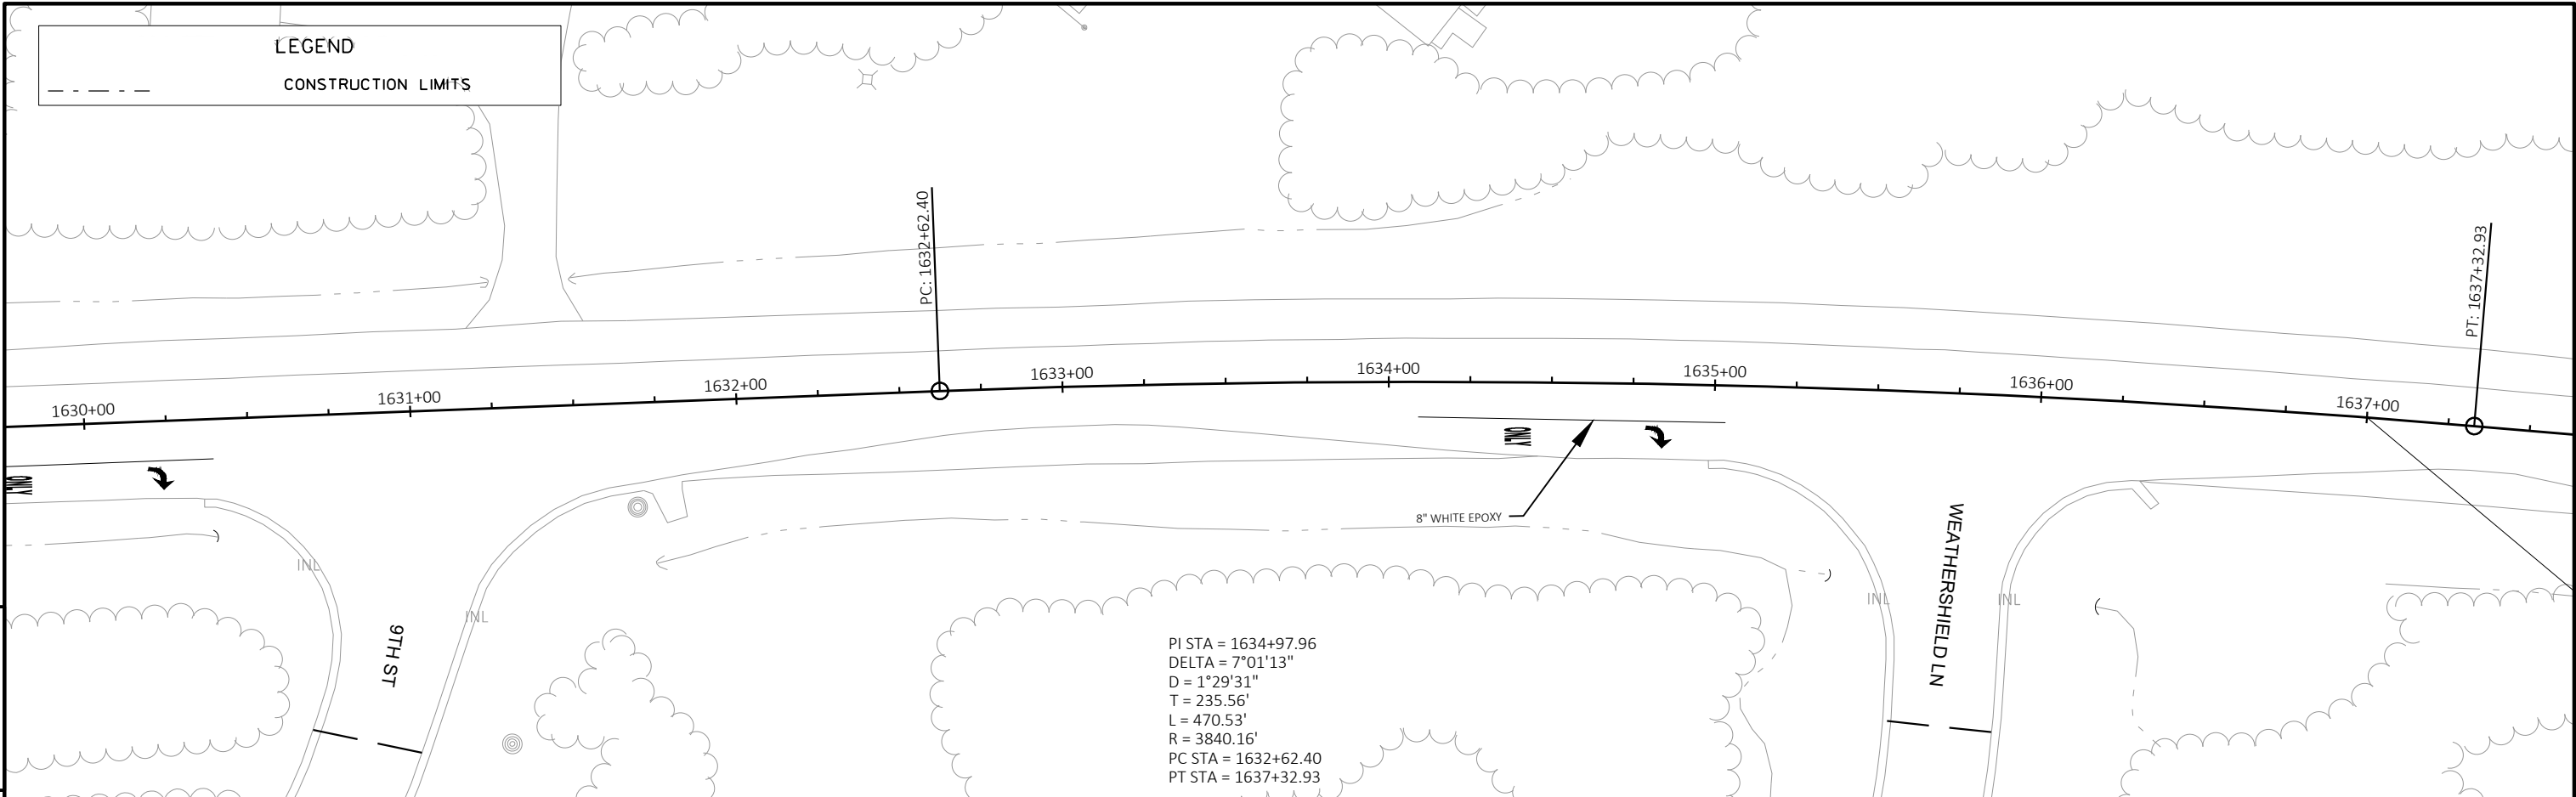 LEGEND
CONSTRUCTION LIMITS
PC: 1632+62.40
PT: 1637+32.93
1630+00
1631+00
1632+00
1633+00
1634+00
1635+00
1636+00
1637+00
ONLY
ONLY
8" WHITE EPOXY
INL
INL
INL
INL
9TH ST
WEATHERSHIELD LN
PI STA = 1634+97.96
DELTA = 7°01'13"
D = 1°29'31"
T = 235.56'
L = 470.53'
R = 3840.16'
PC STA = 1632+62.40
PT STA = 1637+32.93